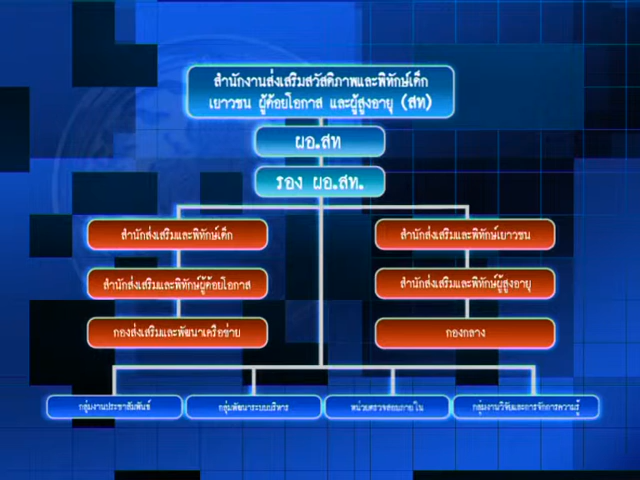 สำนักงานส่งเสริมสวัสดิภาพและพิทักษ์เด็ก
เยาวชน ผู้ด้อยโอกาส และผู้สูงอายุ (สท)
ผอ.สท
รอง ผอ.สท.
สำนักส่งเสริมและพิทักษ์เด็ก
สำนักส่งเสริมและพิทักษ์เยาวชน
สำนักส่งเสริมและพิทักษ์ผู้ด้อยโอกาส
สำนักส่งเสริมและพิทักษ์ผู้สูงอายุ
กองส่งเสริมและพัฒนาเครือข่าย
กองกลาง
กลุ่มงานประชาสัมพันธ์
กลุ่มพัฒนาระบบบริหาร
หน่วยตรวจสอบภายใน
กลุ่มงานวิจัยและการจัดการความรู้